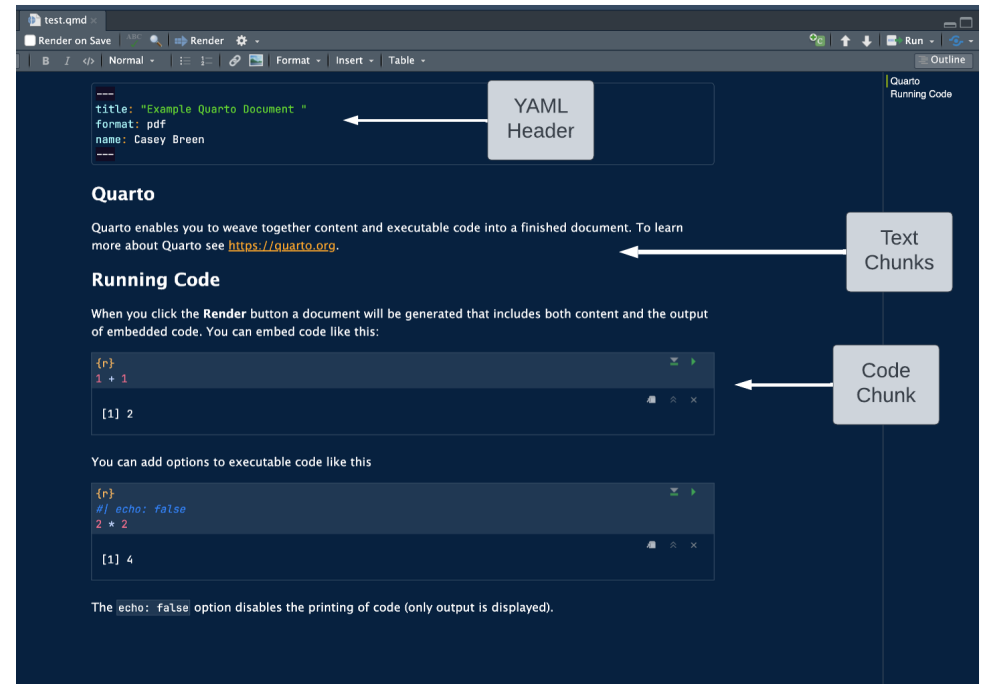 test.qmd
Render on Save ABC Render Run
B I </> Normal Format Insert Table Outline
Quarto
Running Code
---
title: "Example Quarto Document "
format: pdf
name: Casey Breen
---
YAML
Header
Quarto
Quarto enables you to weave together content and executable code into a finished document. To learn
more about Quarto see https://quarto.org.
Text
Chunks
Running Code
When you click the Render button a document will be generated that includes both content and the output
of embedded code. You can embed code like this:
{r}
1 + 1
[1] 2
Code
Chunk
You can add options to executable code like this
{r}
#| echo: false
2 * 2
[1] 4
The echo: false option disables the printing of code (only output is displayed).